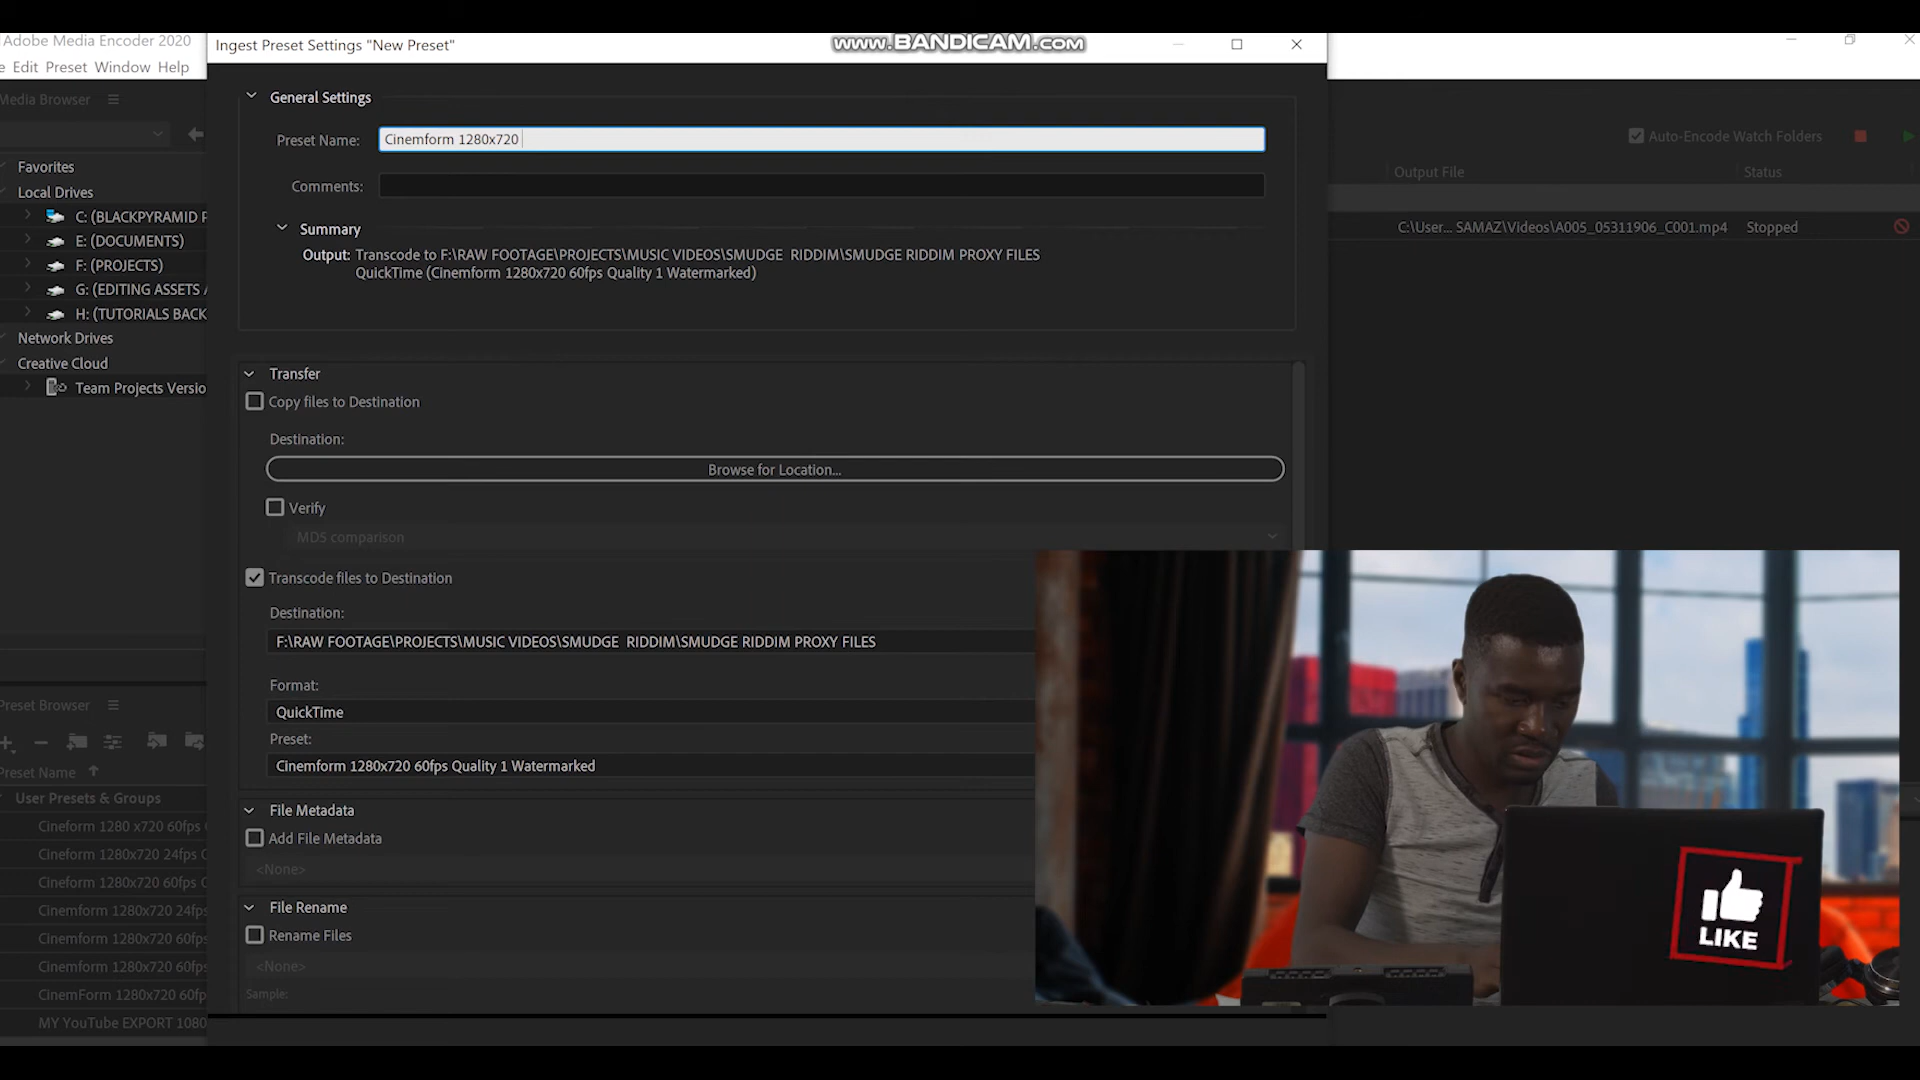 Adobe Media Encoder 2020
Ingest Preset Settings "New Preset"
www.BANDICAM.com
e Edit Preset Window Help
Media Browser
General Settings
Preset Name: Cinemform 1280x720
Comments:
Auto-Encode Watch Folders
Output File Status
Favorites
Local Drives
C: (BLACKPYRAMID P
E: (DOCUMENTS)
F: (PROJECTS)
G: (EDITING ASSETS A
H: (TUTORIALS BACK
Network Drives
Creative Cloud
Team Projects Versio
Summary
Output: Transcode to F:\RAW FOOTAGE\PROJECTS\MUSIC VIDEOS\SMUDGE  RIDDIM\SMUDGE RIDDIM PROXY FILES
QuickTime (Cinemform 1280x720 60fps Quality 1 Watermarked)
C:\User... SAMAZ\Videos\A005_05311906_C001.mp4 Stopped
Transfer
Copy files to Destination
Destination:
Browse for Location...
Verify
MD5 comparison
Transcode files to Destination
Destination:
F:\RAW FOOTAGE\PROJECTS\MUSIC VIDEOS\SMUDGE  RIDDIM\SMUDGE RIDDIM PROXY FILES
Format:
QuickTime
Preset:
Cinemform 1280x720 60fps Quality 1 Watermarked
File Metadata
Add File Metadata
<None>
File Rename
Rename Files
<None>
Sample:
Preset Browser
Preset Name
User Presets & Groups
Cineform 1280 x720 60fps
Cineform 1280x720 24fps C
Cineform 1280x720 60fps C
Cinemform 1280x720 24fps
Cinemform 1280x720 60fps
Cinemform 1280x720 60fps
CinemForm 1280x720 60fp
MY YouTube EXPORT 1080
LIKE